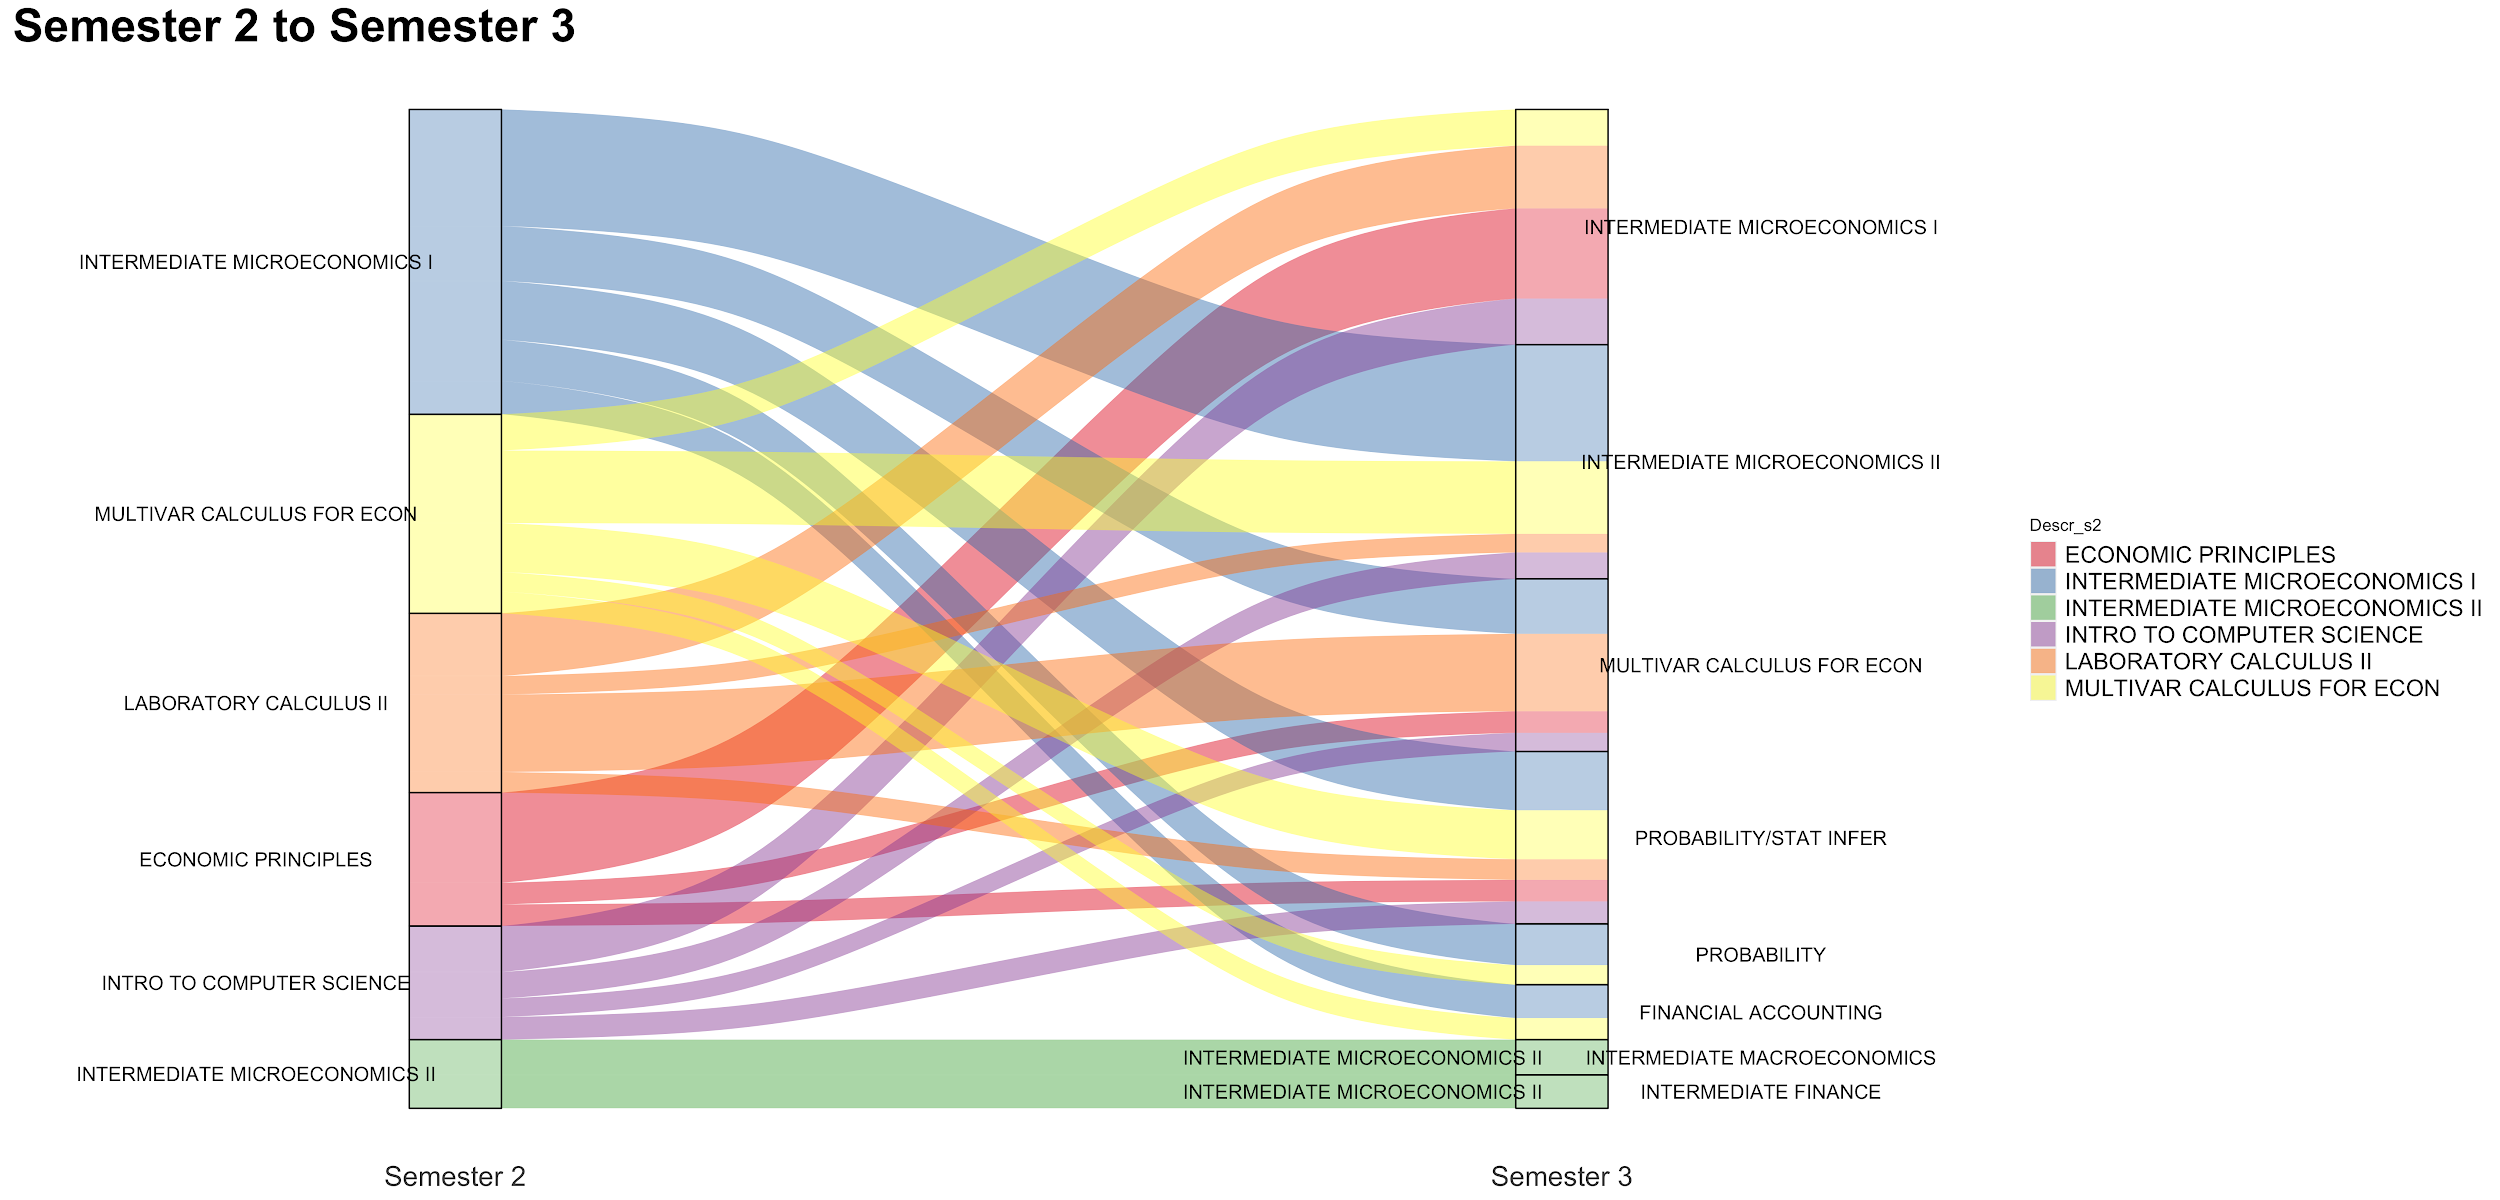 Semester 2 to Semester 3
INTERMEDIATE MICROECONOMICS I
MULTIVAR CALCULUS FOR ECON
LABORATORY CALCULUS II
ECONOMIC PRINCIPLES
INTRO TO COMPUTER SCIENCE
INTERMEDIATE MICROECONOMICS II
INTERMEDIATE MICROECONOMICS II
INTERMEDIATE MICROECONOMICS II
INTERMEDIATE MICROECONOMICS I
INTERMEDIATE MICROECONOMICS II
MULTIVAR CALCULUS FOR ECON
PROBABILITY/STAT INFER
PROBABILITY
FINANCIAL ACCOUNTING
INTERMEDIATE MACROECONOMICS
INTERMEDIATE FINANCE
Semester 2
Semester 3
Descr_s2
ECONOMIC PRINCIPLES
INTERMEDIATE MICROECONOMICS I
INTERMEDIATE MICROECONOMICS II
INTRO TO COMPUTER SCIENCE
LABORATORY CALCULUS II
MULTIVAR CALCULUS FOR ECON